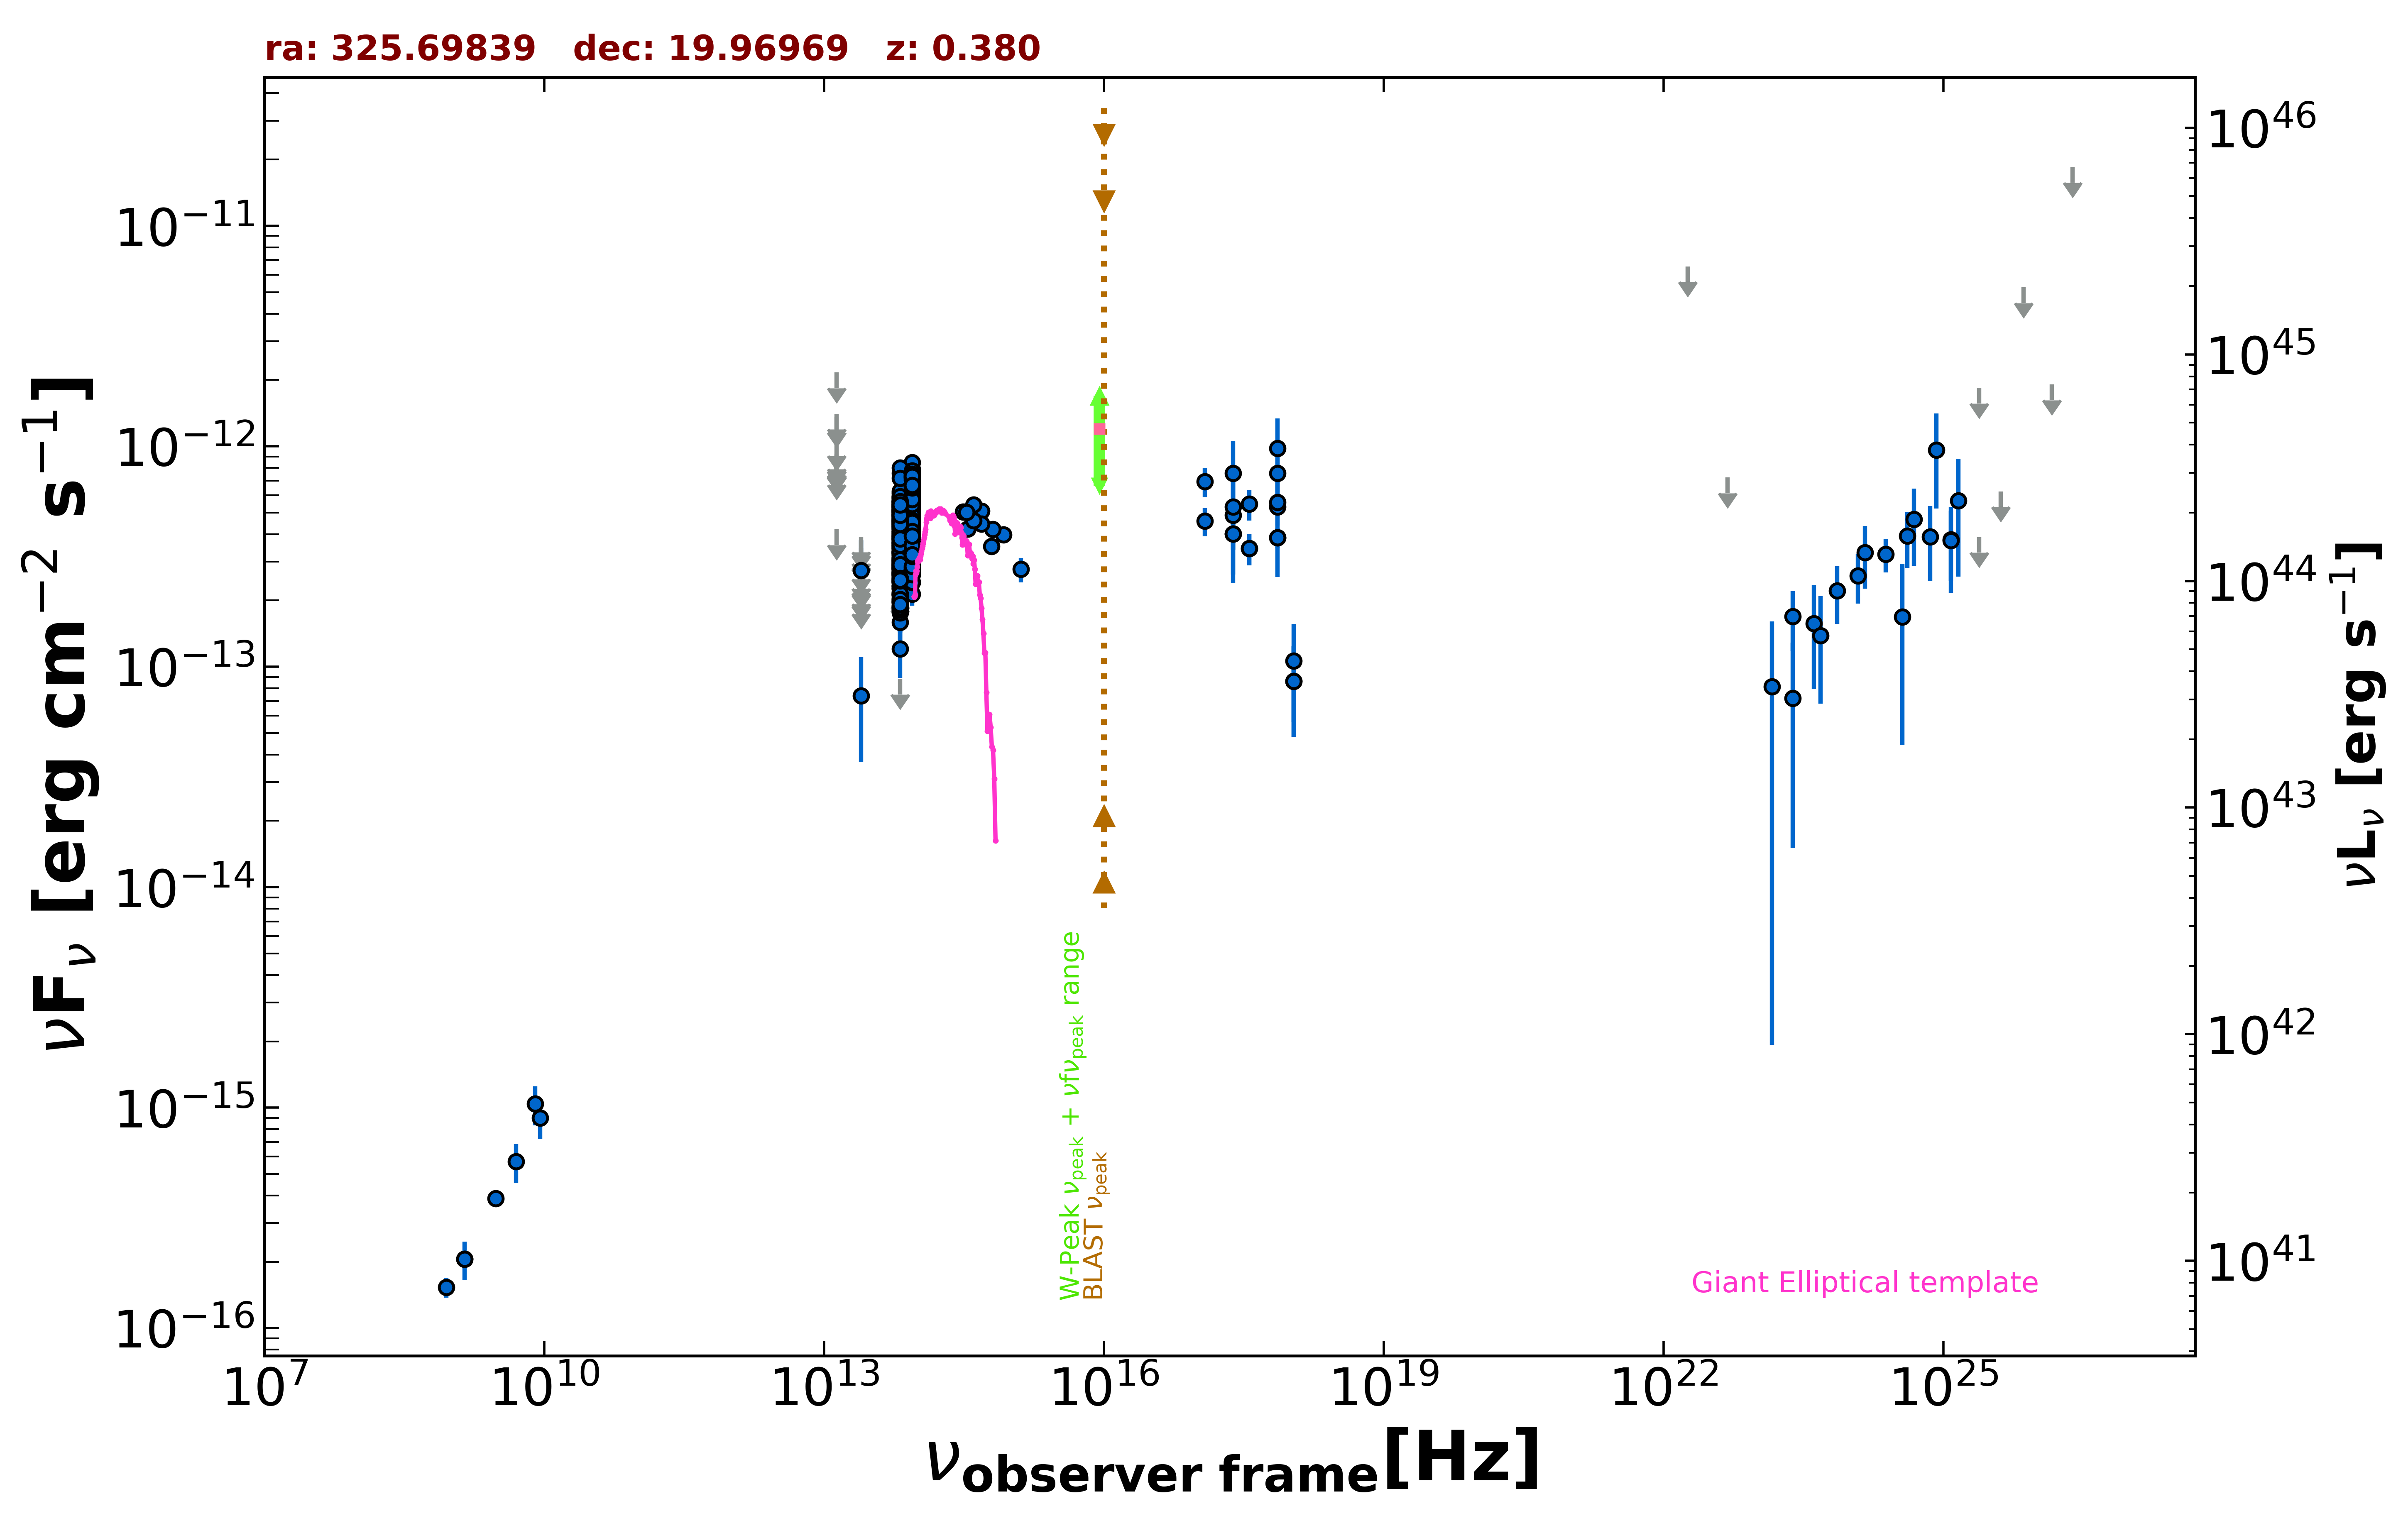 ra: 325.69839   dec: 19.96969   z: 0.380
νFν [erg cm−2 s−1]
10−11
10−12
10−13
10−14
10−15
10−16
1046
1045
1044
1043
1042
1041
νLν [erg s−1]
W-Peak νpeak + νfνpeak range
BLAST νpeak
Giant Elliptical template
107
1010
1013
1016
1019
1022
1025
νobserver frame[Hz]